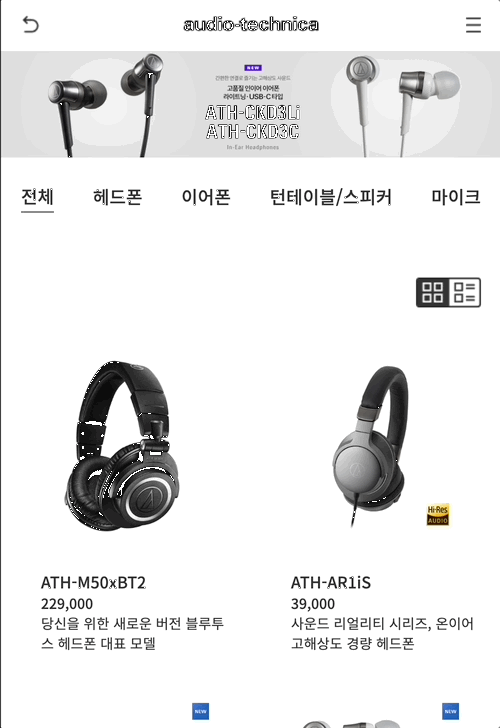 audio-technica
NEW
간편한 연결로 즐기는 고해상도 사운드
고품질 인이어 이어폰
라이트닝·USB-C 타입
ATH-CKD3Li
ATH-CKD3C
In-Ear Headphones
전체 헤드폰 이어폰 턴테이블/스피커 마이크
Hi-Res
AUDIO
ATH-M50xBT2
229,000
당신을 위한 새로운 버전 블루투
스 헤드폰 대표 모델
ATH-AR1iS
39,000
사운드 리얼리티 시리즈, 온이어
고해상도 경량 헤드폰
NEW
NEW